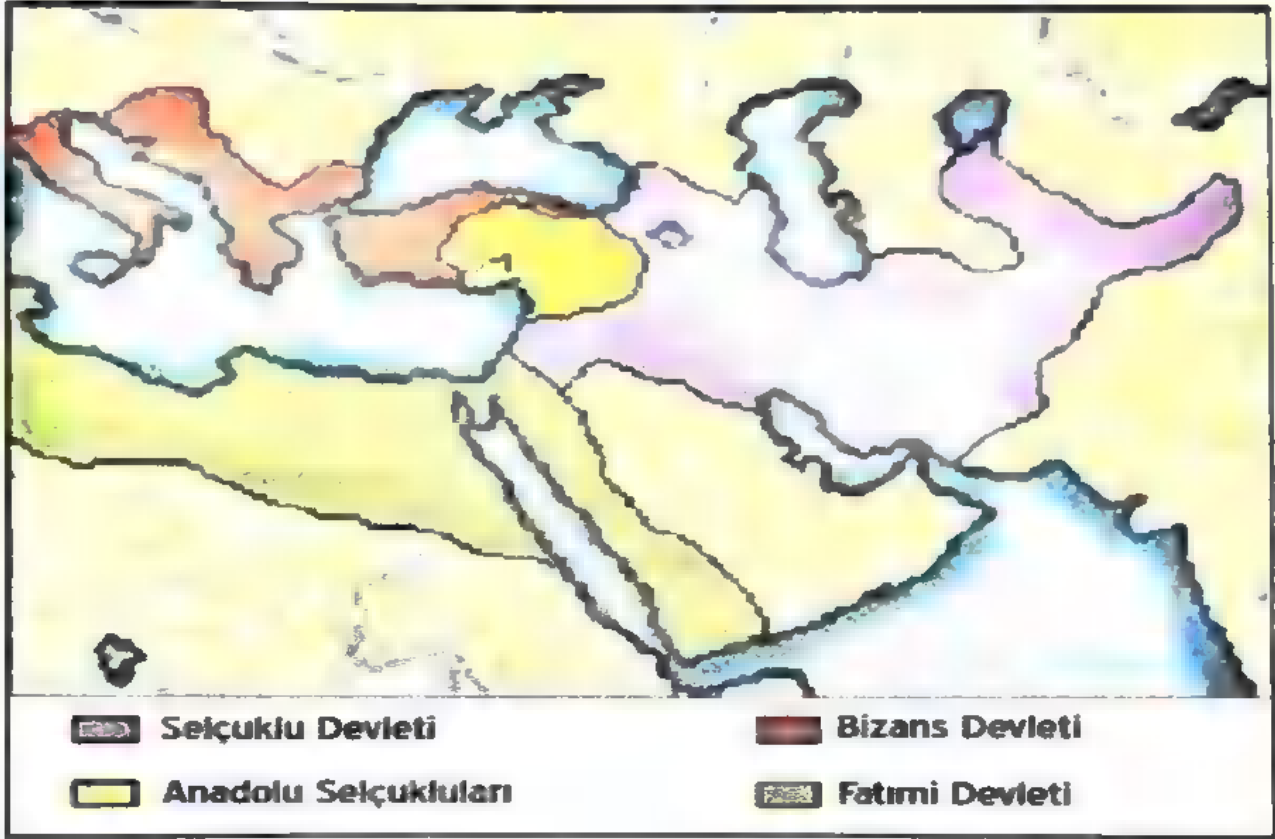 Selçuklu Devleti
Bizans Devleti
Anadolu Selçukluları
Fatımi Devleti